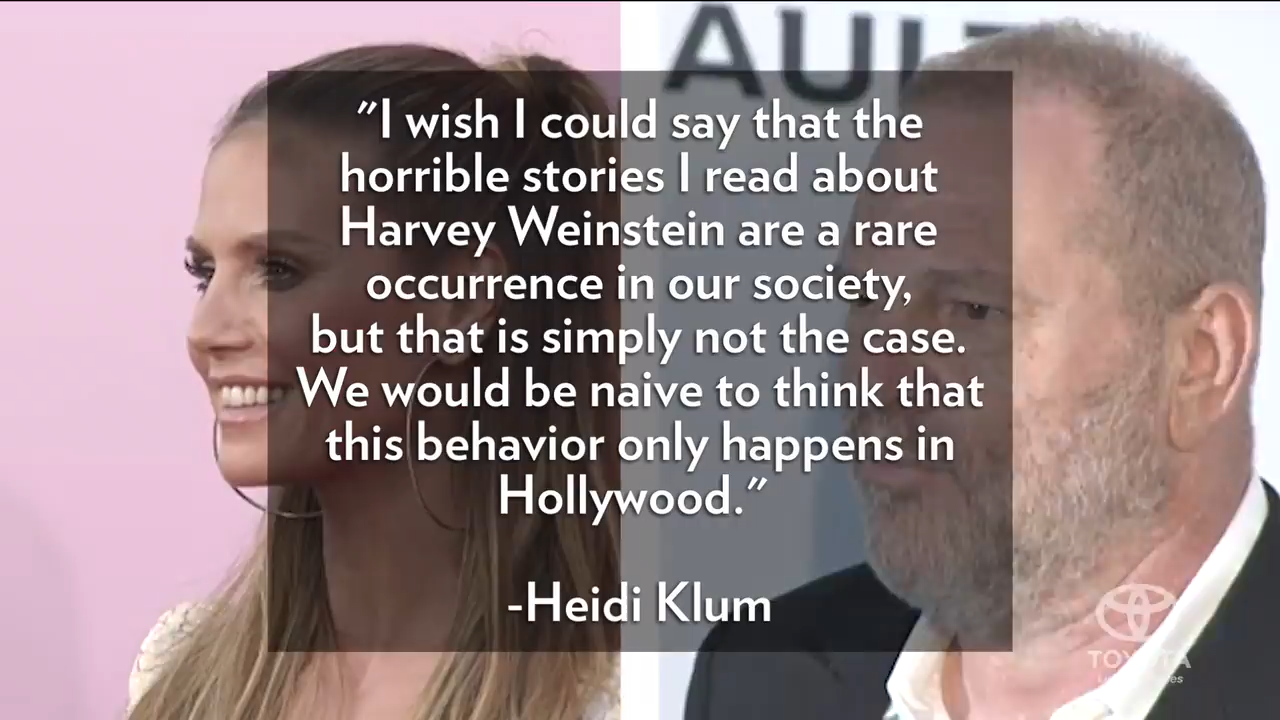 AULT
"I wish I could say that the
horrible stories I read about
Harvey Weinstein are a rare
occurrence in our society,
but that is simply not the case.
We would be naive to think that
this behavior only happens in
Hollywood."
-Heidi Klum
TOYOTA